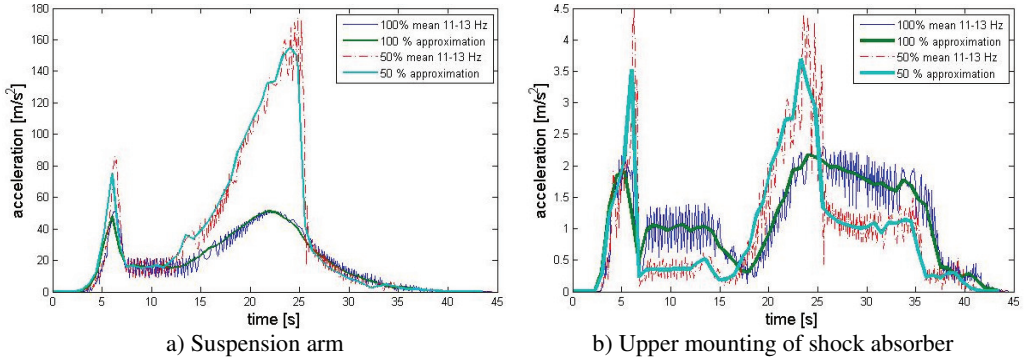 180
160
140
120
100
80
60
40
20
0
acceleration [m/s²]
0 5 10 15 20 25 30 35 40 45
time [s]
100% mean 11-13 Hz
100 % approximation
50% mean 11-13 Hz
50 % approximation
a) Suspension arm
4.5
4
3.5
3
2.5
2
1.5
1
0.5
0
acceleration [m/s²]
0 5 10 15 20 25 30 35 40 45
time [s]
100% mean 11-13 Hz
100 % approximation
50% mean 11-13 Hz
50 % approximation
b) Upper mounting of shock absorber